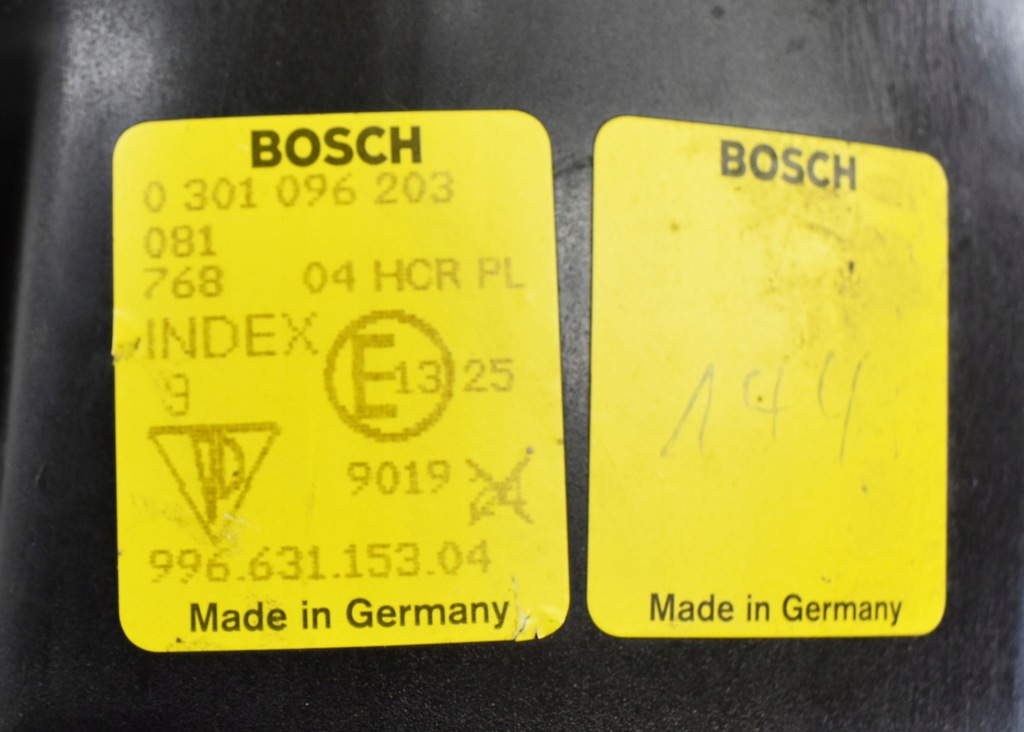 BOSCH
0 301 096 203
081
768 04 HCR PL
INDEX
9
E 13 25
9019 24
996.631.153.04
Made in Germany
BOSCH
144
Made in Germany